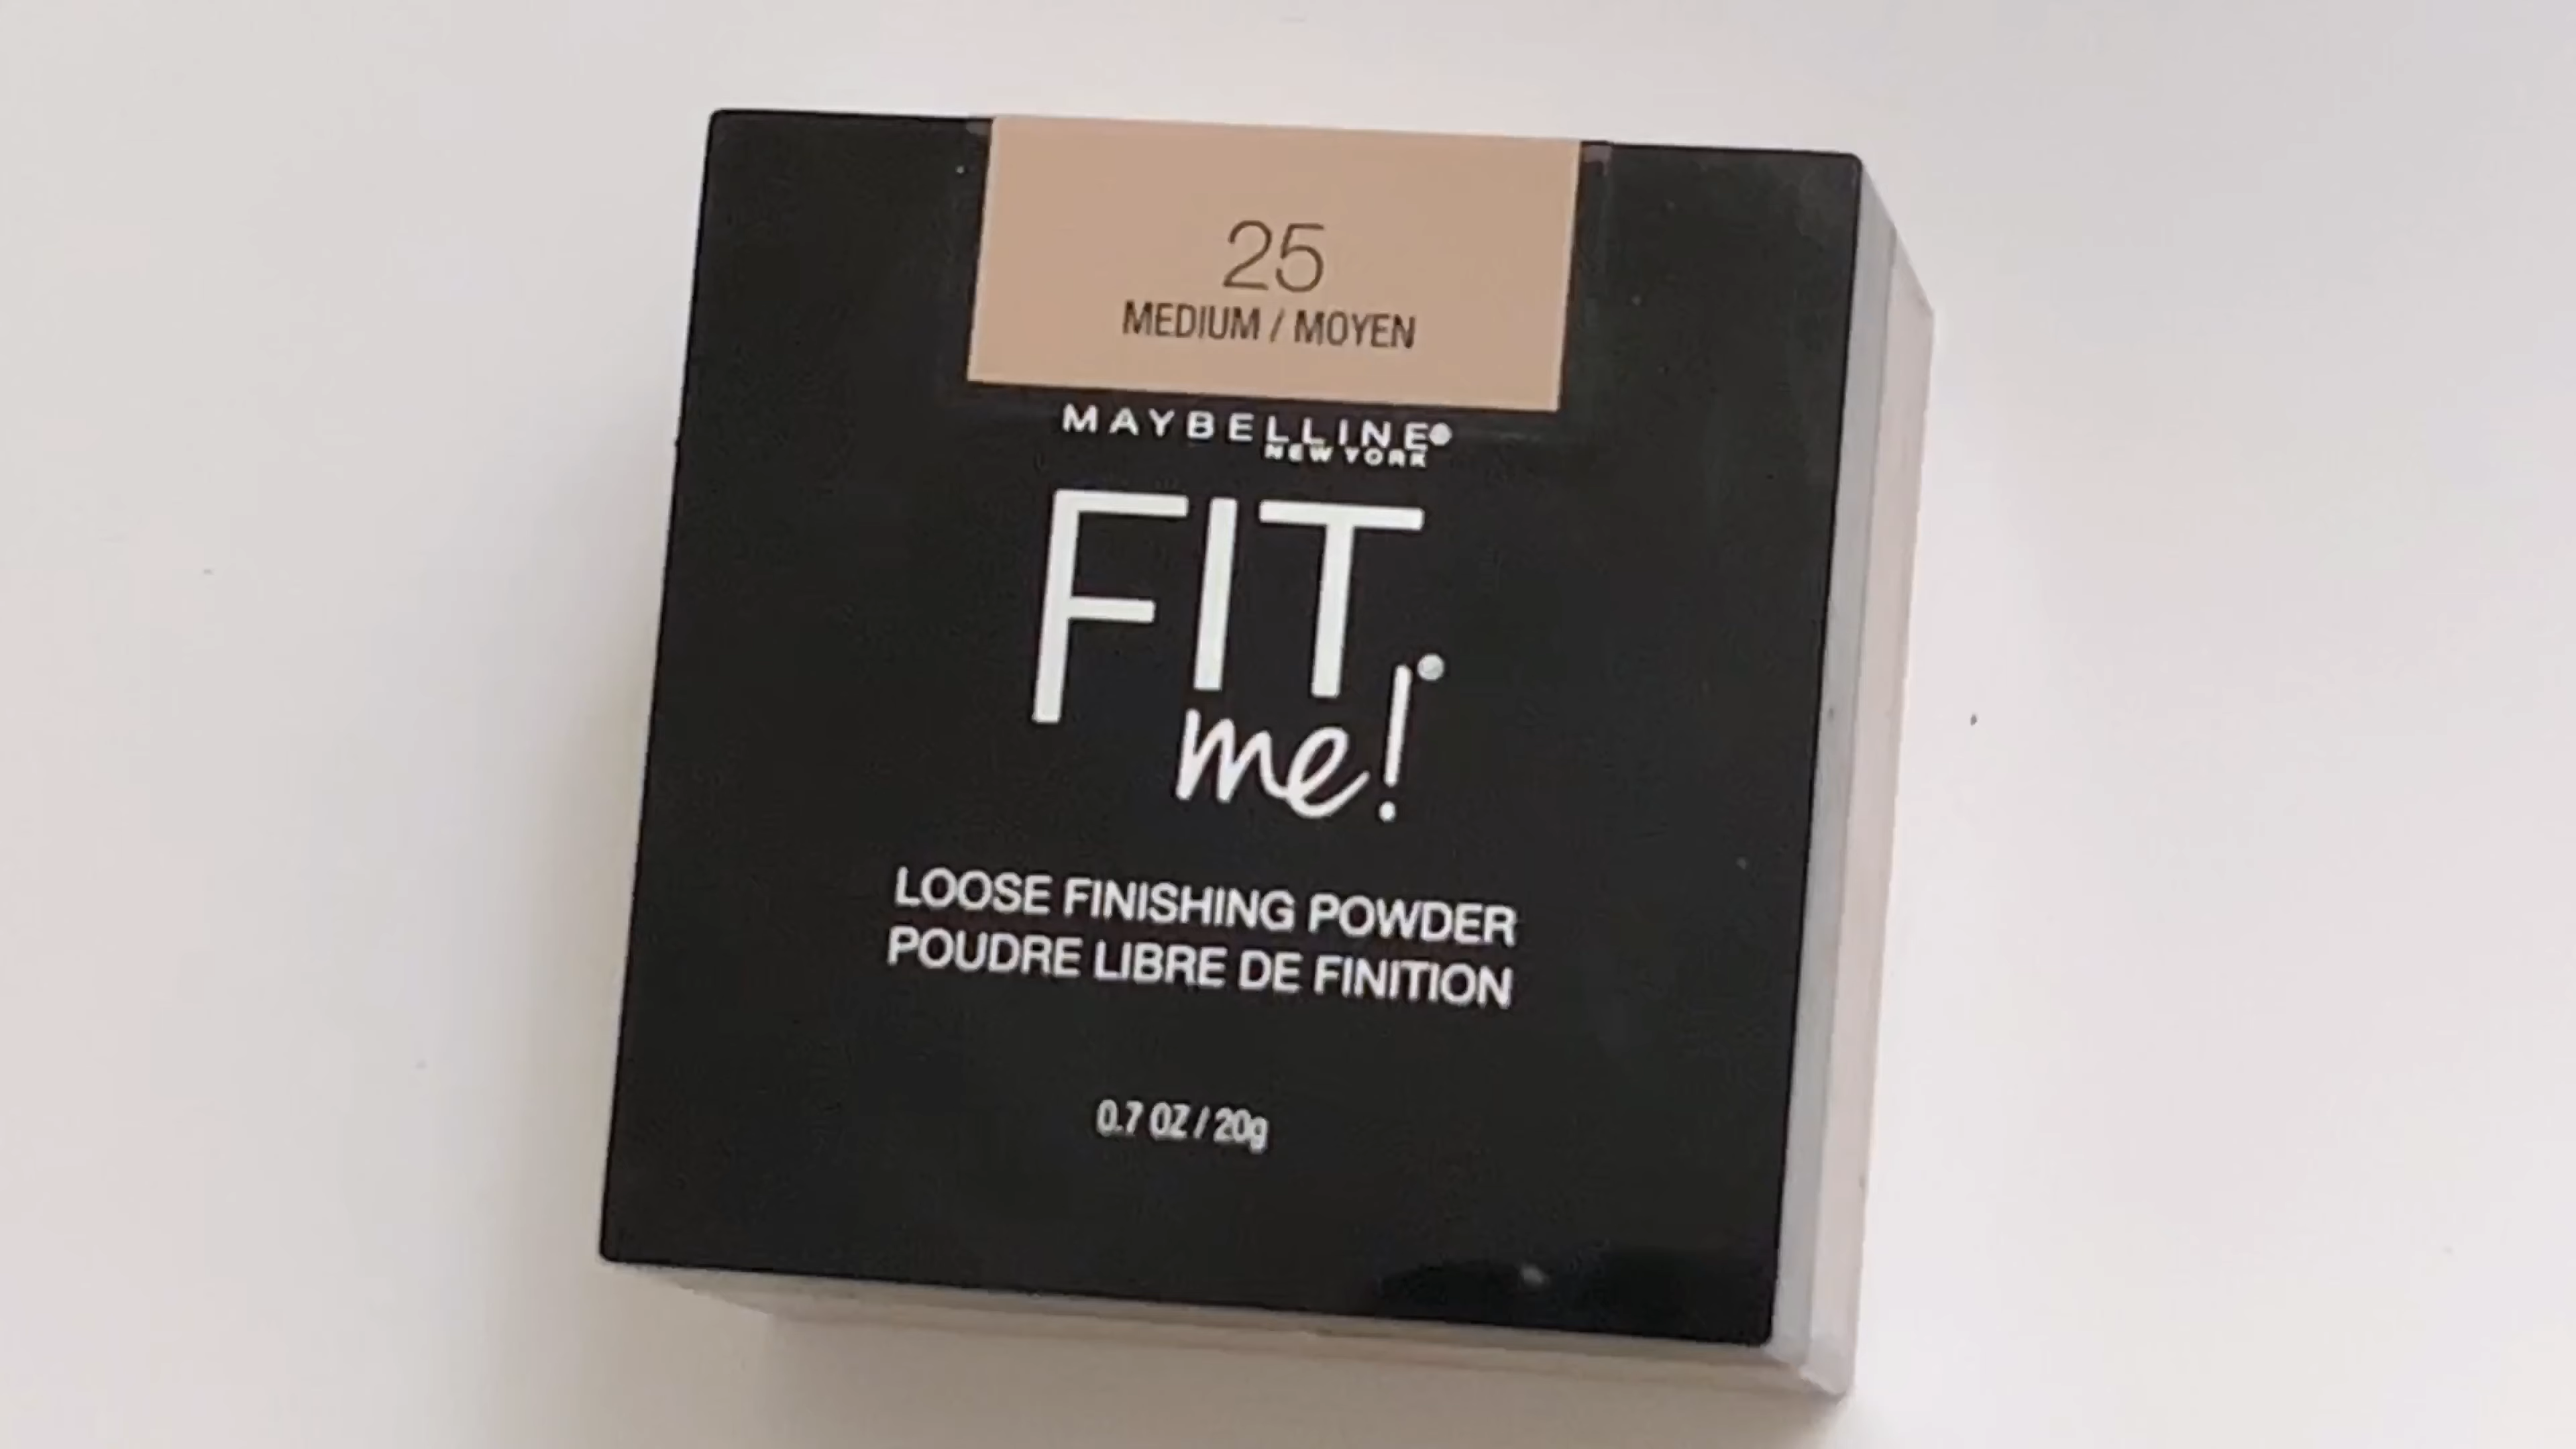 25
MEDIUM / MOYEN
MAYBELLINE
NEW YORK
FIT
me!
LOOSE FINISHING POWDER
POUDRE LIBRE DE FINITION
0.7 OZ / 20g